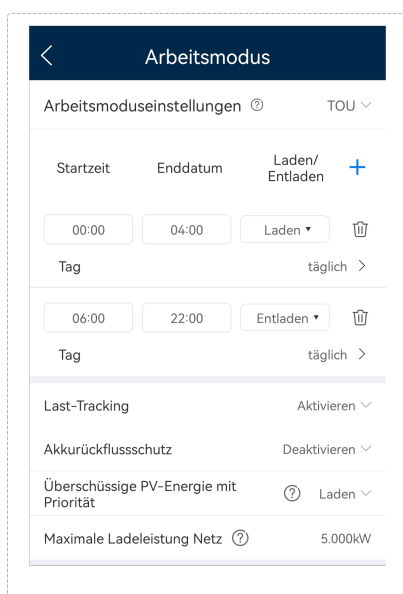 Arbeitsmodus
Arbeitsmoduseinstellungen ? TOU
Startzeit Enddatum Laden/
Entladen +
00:00 04:00 Laden
Tag täglich
06:00 22:00 Entladen
Tag täglich
Last-Tracking Aktivieren
Akkurückflussschutz Deaktivieren
Überschüssige PV-Energie mit
Priorität ? Laden
Maximale Ladeleistung Netz ? 5.000kW